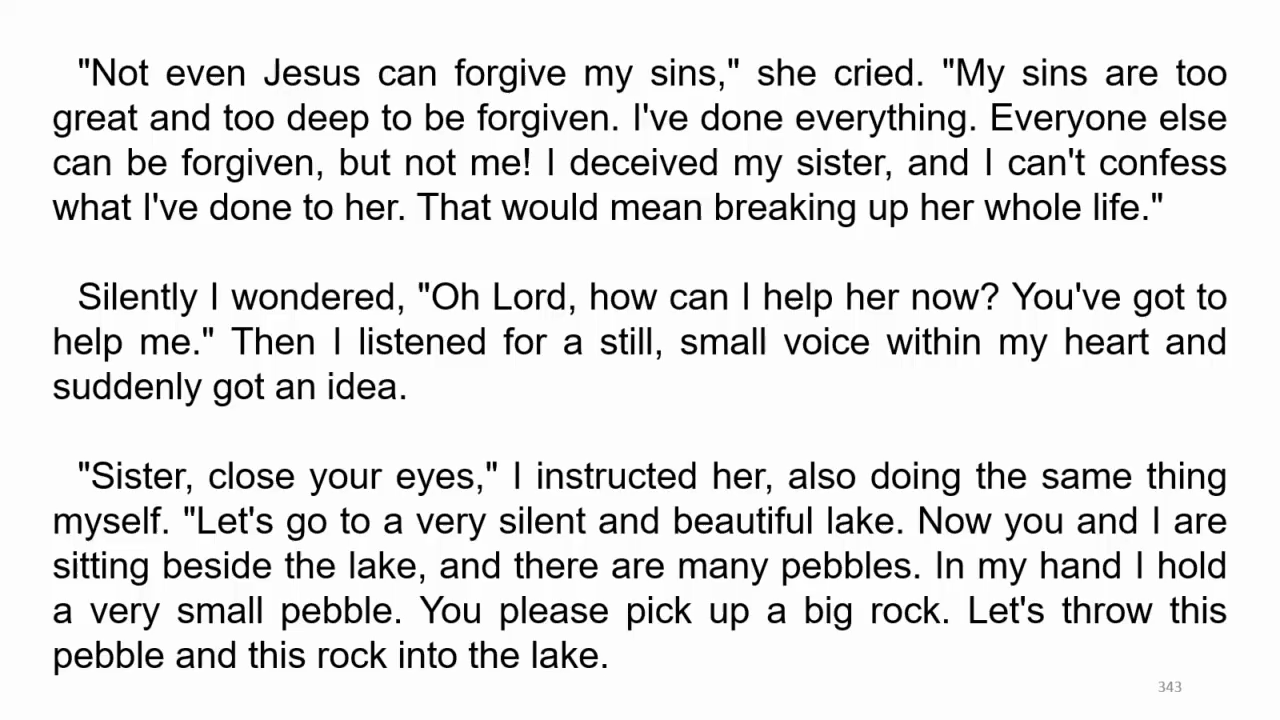 "Not even Jesus can forgive my sins," she cried. "My sins are too
great and too deep to be forgiven. I've done everything. Everyone else
can be forgiven, but not me! I deceived my sister, and I can't confess
what I've done to her. That would mean breaking up her whole life."
Silently I wondered, "Oh Lord, how can I help her now? You've got to
help me." Then I listened for a still, small voice within my heart and
suddenly got an idea.
"Sister, close your eyes," I instructed her, also doing the same thing
myself. "Let's go to a very silent and beautiful lake. Now you and I are
sitting beside the lake, and there are many pebbles. In my hand I hold
a very small pebble. You please pick up a big rock. Let's throw this
pebble and this rock into the lake.
343